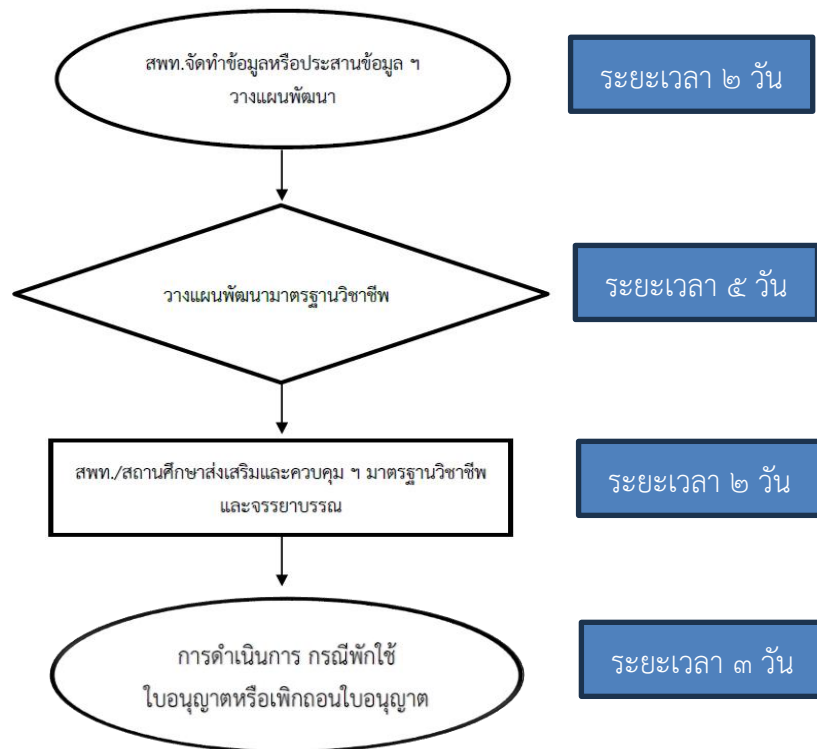 สพท.จัดทำข้อมูลหรือประสานข้อมูล ฯ
วางแผนพัฒนา
ระยะเวลา ๒ วัน
วางแผนพัฒนามาตรฐานวิชาชีพ
ระยะเวลา ๕ วัน
สพท./สถานศึกษาส่งเสริมและควบคุม ฯ มาตรฐานวิชาชีพ
และจรรยาบรรณ
ระยะเวลา ๒ วัน
การดำเนินการ กรณีพักใช้
ใบอนุญาตหรือเพิกถอนใบอนุญาต
ระยะเวลา ๓ วัน